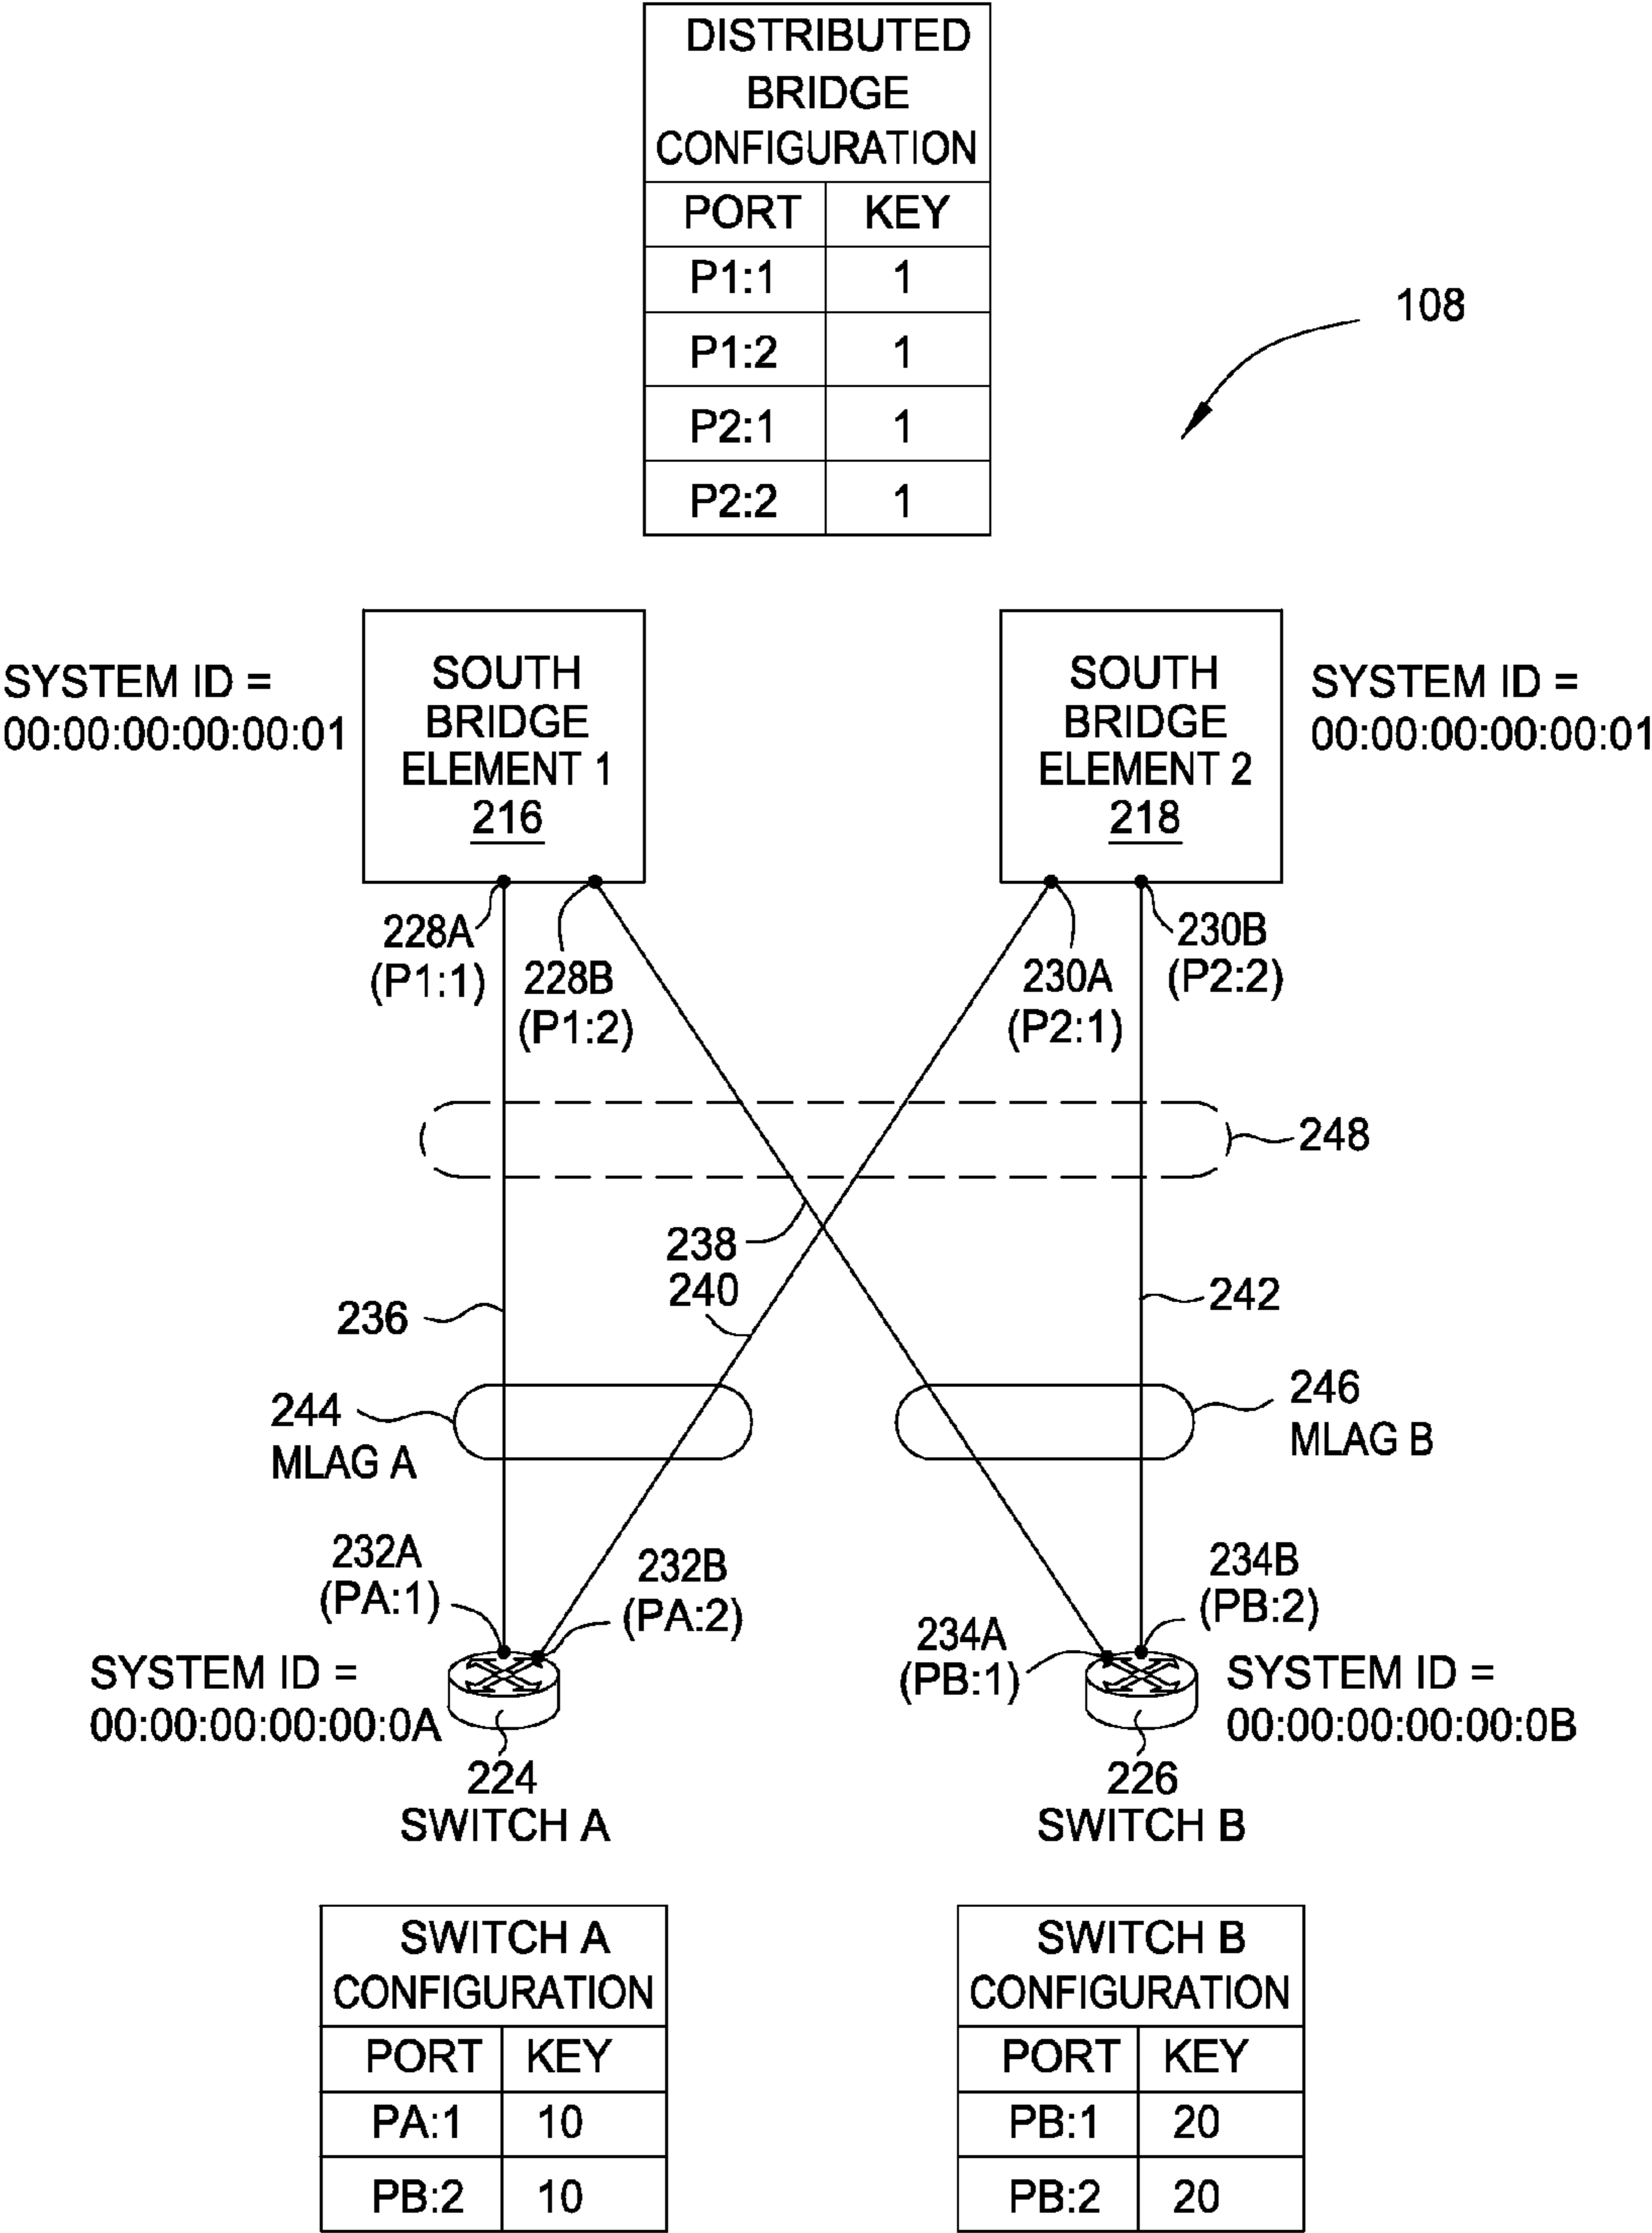 DISTRIBUTED
BRIDGE
CONFIGURATION
PORT KEY
P1:1 1
P1:2 1
P2:1 1
P2:2 1
108
SYSTEM ID =
00:00:00:00:00:01
SOUTH
BRIDGE
ELEMENT 1
216
SOUTH
BRIDGE
ELEMENT 2
218
SYSTEM ID =
00:00:00:00:00:01
228A
(P1:1)
228B
(P1:2)
230A
(P2:1)
230B
(P2:2)
248
238
240
236
242
244
MLAG A
246
MLAG B
232A
(PA:1)
232B
(PA:2)
234A
(PB:1)
234B
(PB:2)
SYSTEM ID =
00:00:00:00:00:0A
SYSTEM ID =
00:00:00:00:00:0B
224
SWITCH A
226
SWITCH B
SWITCH A
CONFIGURATION
PORT KEY
PA:1 10
PB:2 10
SWITCH B
CONFIGURATION
PORT KEY
PB:1 20
PB:2 20